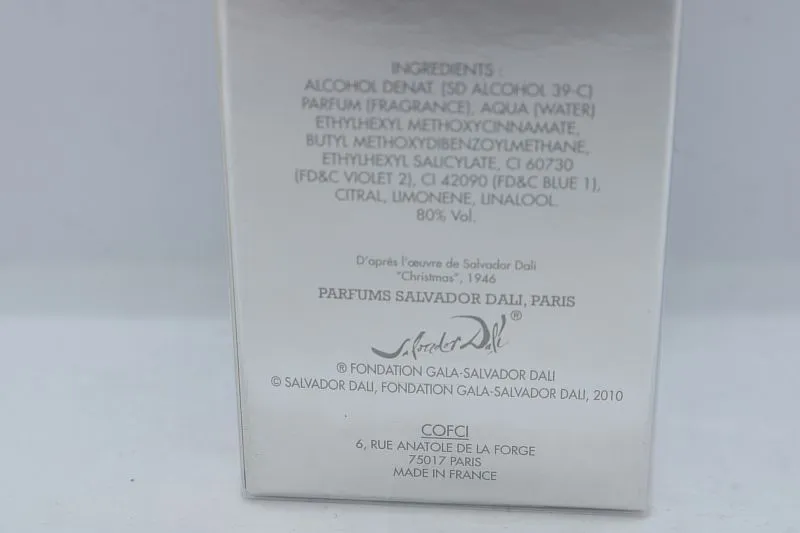 INGREDIENTS :
ALCOHOL DENAT. (SD ALCOHOL 39-C)
PARFUM (FRAGRANCE), AQUA (WATER)
ETHYLHEXYL METHOXYCINNAMATE,
BUTYL METHOXYDIBENZOYLMETHANE,
ETHYLHEXYL SALICYLATE, CI 60730
(FD&C VIOLET 2), CI 42090 (FD&C BLUE 1),
CITRAL, LIMONENE, LINALOOL.
80% Vol.
D'après l'œuvre de Salvador Dali
"Christmas", 1946
PARFUMS SALVADOR DALI, PARIS
Salvador Dalí®
® FONDATION GALA-SALVADOR DALI
© SALVADOR DALI, FONDATION GALA-SALVADOR DALI, 2010
COFCI
6, RUE ANATOLE DE LA FORGE
75017 PARIS
MADE IN FRANCE